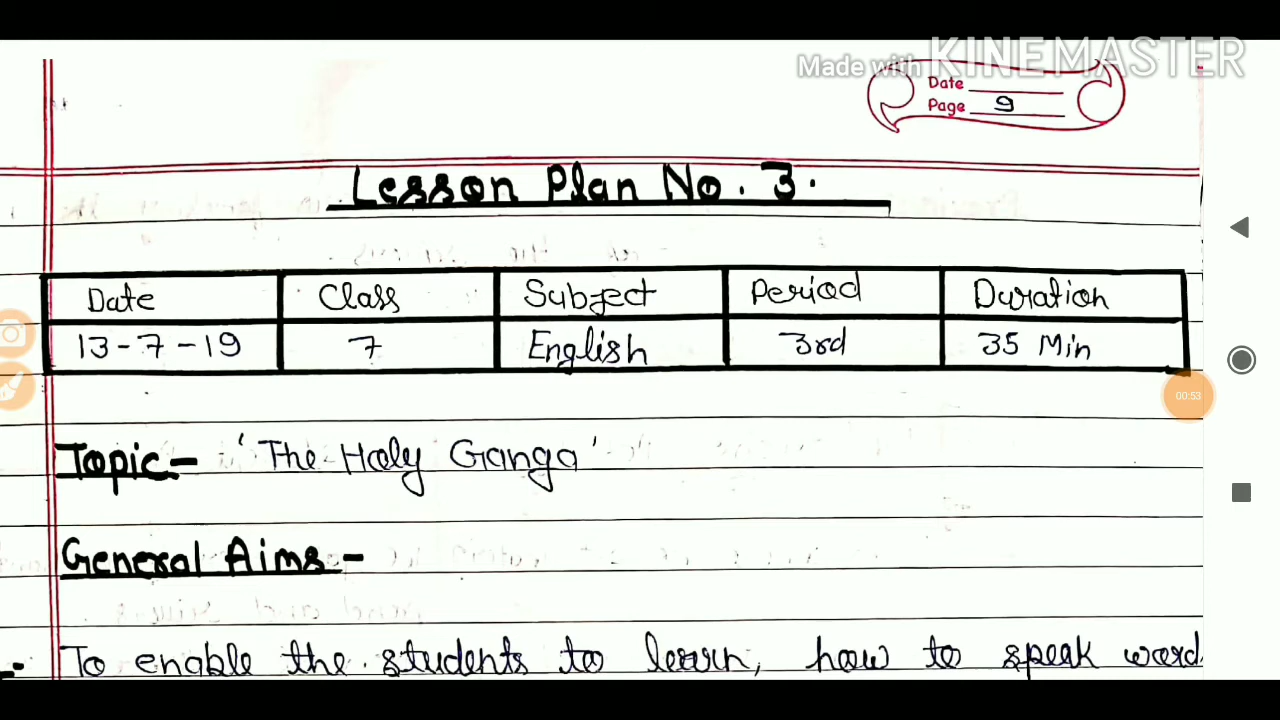 Made with KINEMASTER
Date
Page 9
Lesson Plan No. 3.
Date Class Subject Period Duration
13-7-19 7 English 3rd 35 Min
00:53
Topic:- 'The Holy Ganga'
General Aims:-
To enable the students to learn, how to speak word